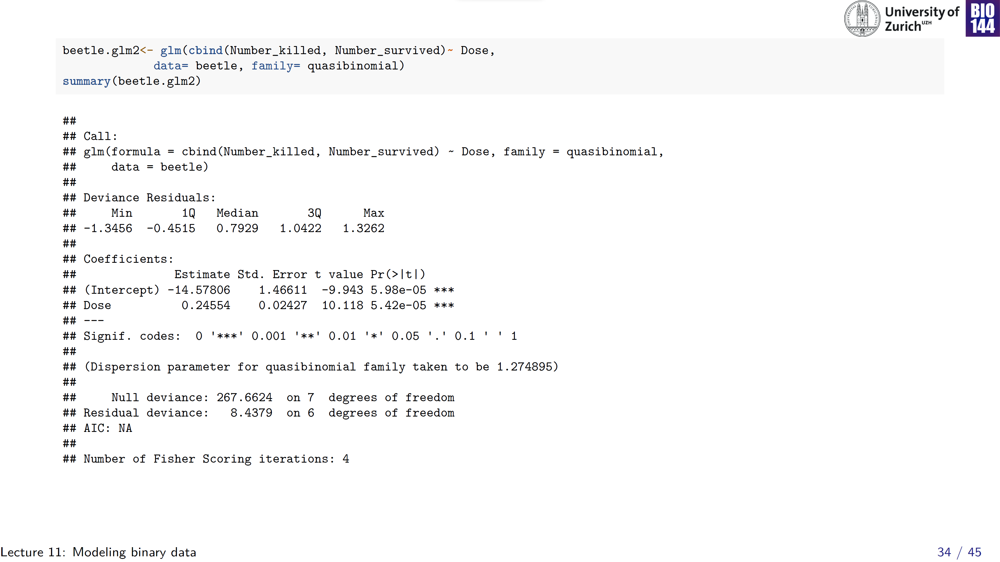 University of
Zurich UZH
BIO
144
beetle.glm2<- glm(cbind(Number_killed, Number_survived)~ Dose,
             data= beetle, family= quasibinomial)
summary(beetle.glm2)
##
## Call:
## glm(formula = cbind(Number_killed, Number_survived) ~ Dose, family = quasibinomial,
##     data = beetle)
##
## Deviance Residuals:
##     Min       1Q   Median       3Q      Max
## -1.3456  -0.4515   0.7929   1.0422   1.3262
##
## Coefficients:
##              Estimate Std. Error t value Pr(>|t|)
## (Intercept) -14.57806    1.46611  -9.943 5.98e-05 ***
## Dose          0.24554    0.02427  10.118 5.42e-05 ***
## ---
## Signif. codes:  0 '***' 0.001 '**' 0.01 '*' 0.05 '.' 0.1 ' ' 1
##
## (Dispersion parameter for quasibinomial family taken to be 1.274895)
##
##     Null deviance: 267.6624  on 7  degrees of freedom
## Residual deviance:   8.4379  on 6  degrees of freedom
## AIC: NA
##
## Number of Fisher Scoring iterations: 4
Lecture 11: Modeling binary data
34 / 45